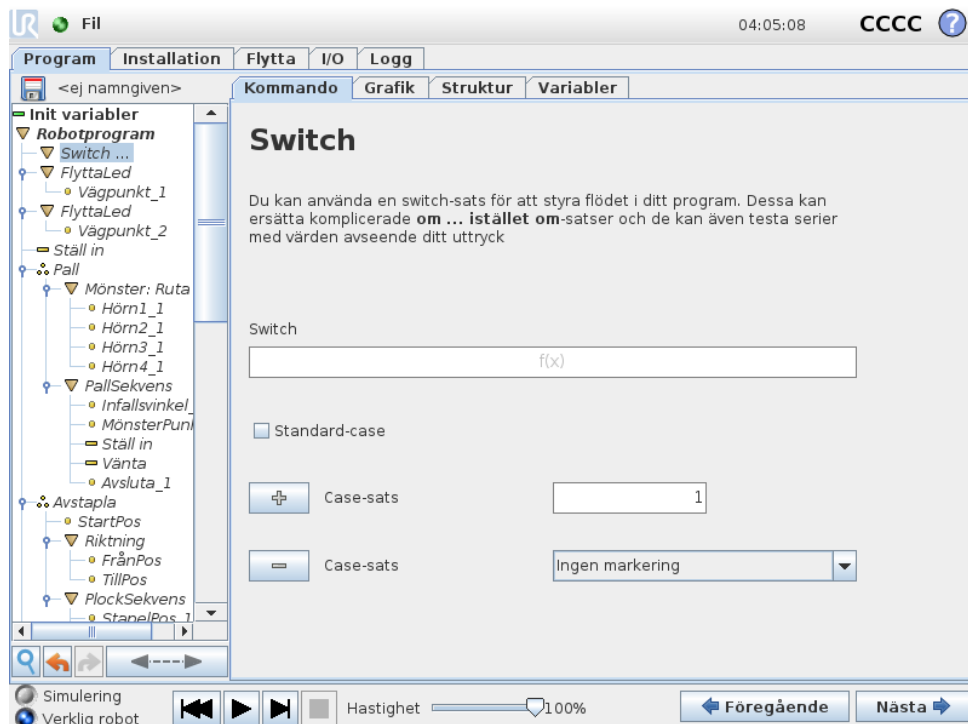 UR Fil 04:05:08 CCCC ?
Program Installation Flytta I/O Logg
<ej namngiven>
Kommando Grafik Struktur Variabler
Init variabler
Robotprogram
Switch ...
FlyttaLed
Vägpunkt_1
FlyttaLed
Vägpunkt_2
Ställ in
Pall
Mönster: Ruta
Hörn1_1
Hörn2_1
Hörn3_1
Hörn4_1
PallSekvens
Infallsvinkel_
MönsterPunl
Ställ in
Vänta
Avsluta_1
Avstapla
StartPos
Riktning
FrånPos
TillPos
PlockSekvens
StapelPos_1
Switch
Du kan använda en switch-sats för att styra flödet i ditt program. Dessa kan
ersätta komplicerade om ... istället om-satser och de kan även testa serier
med värden avseende ditt uttryck
Switch
f(x)
Standard-case
Case-sats 1
Case-sats Ingen markering
Simulering
Verklig robot
Hastighet 100%
Föregående Nästa